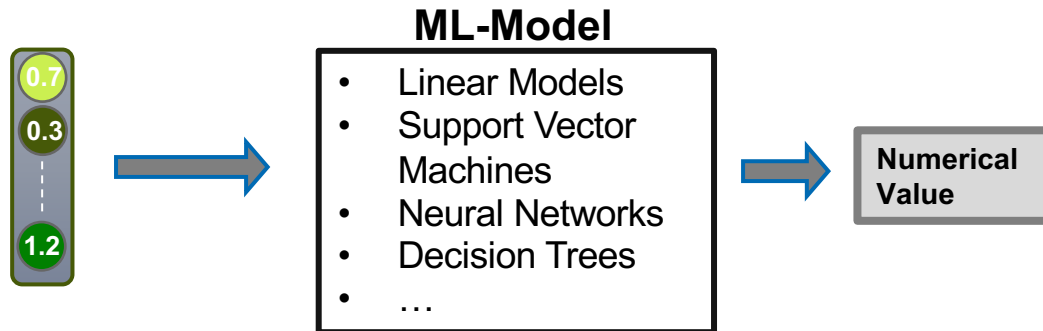 ML-Model
0.7
0.3
1.2
• Linear Models
• Support Vector
Machines
• Neural Networks
• Decision Trees
• …
Numerical
Value